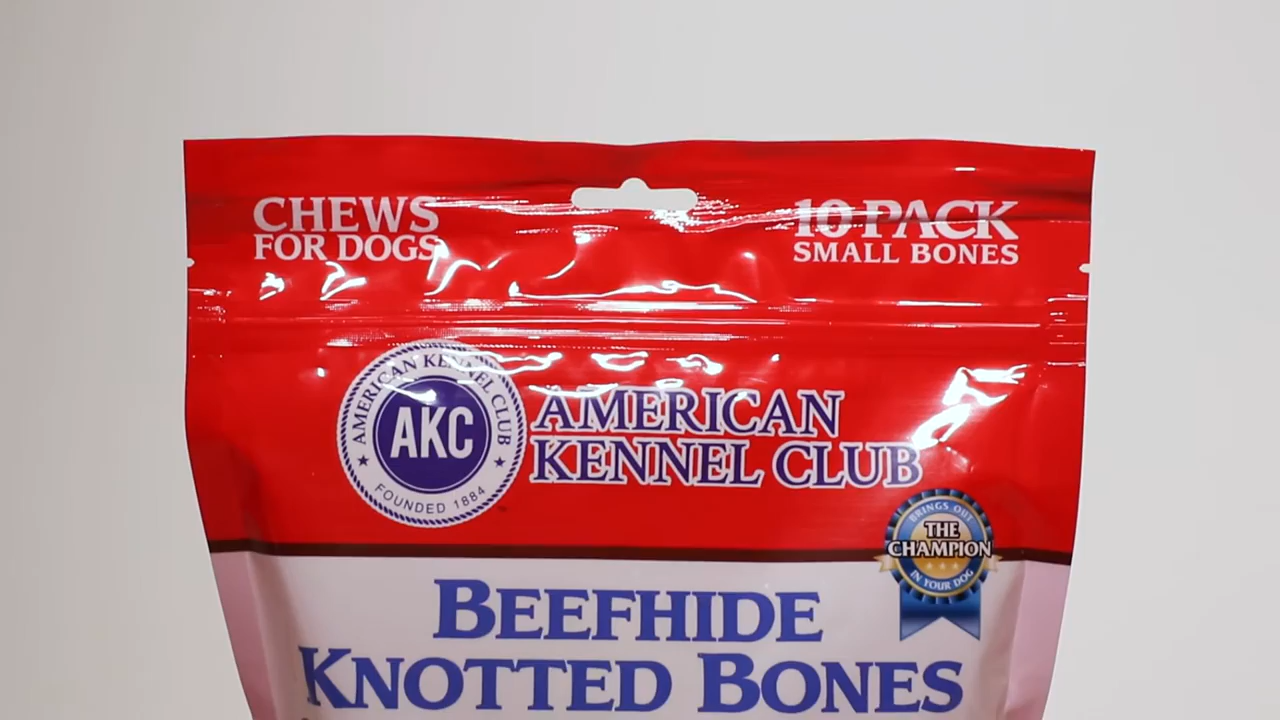 CHEWS
FOR DOGS
10 PACK
SMALL BONES
AMERICAN KENNEL CLUB
AKC
FOUNDED 1884
AMERICAN
KENNEL CLUB
BRINGS OUT
THE
CHAMPION
IN YOUR DOG
BEEFHIDE
KNOTTED BONES